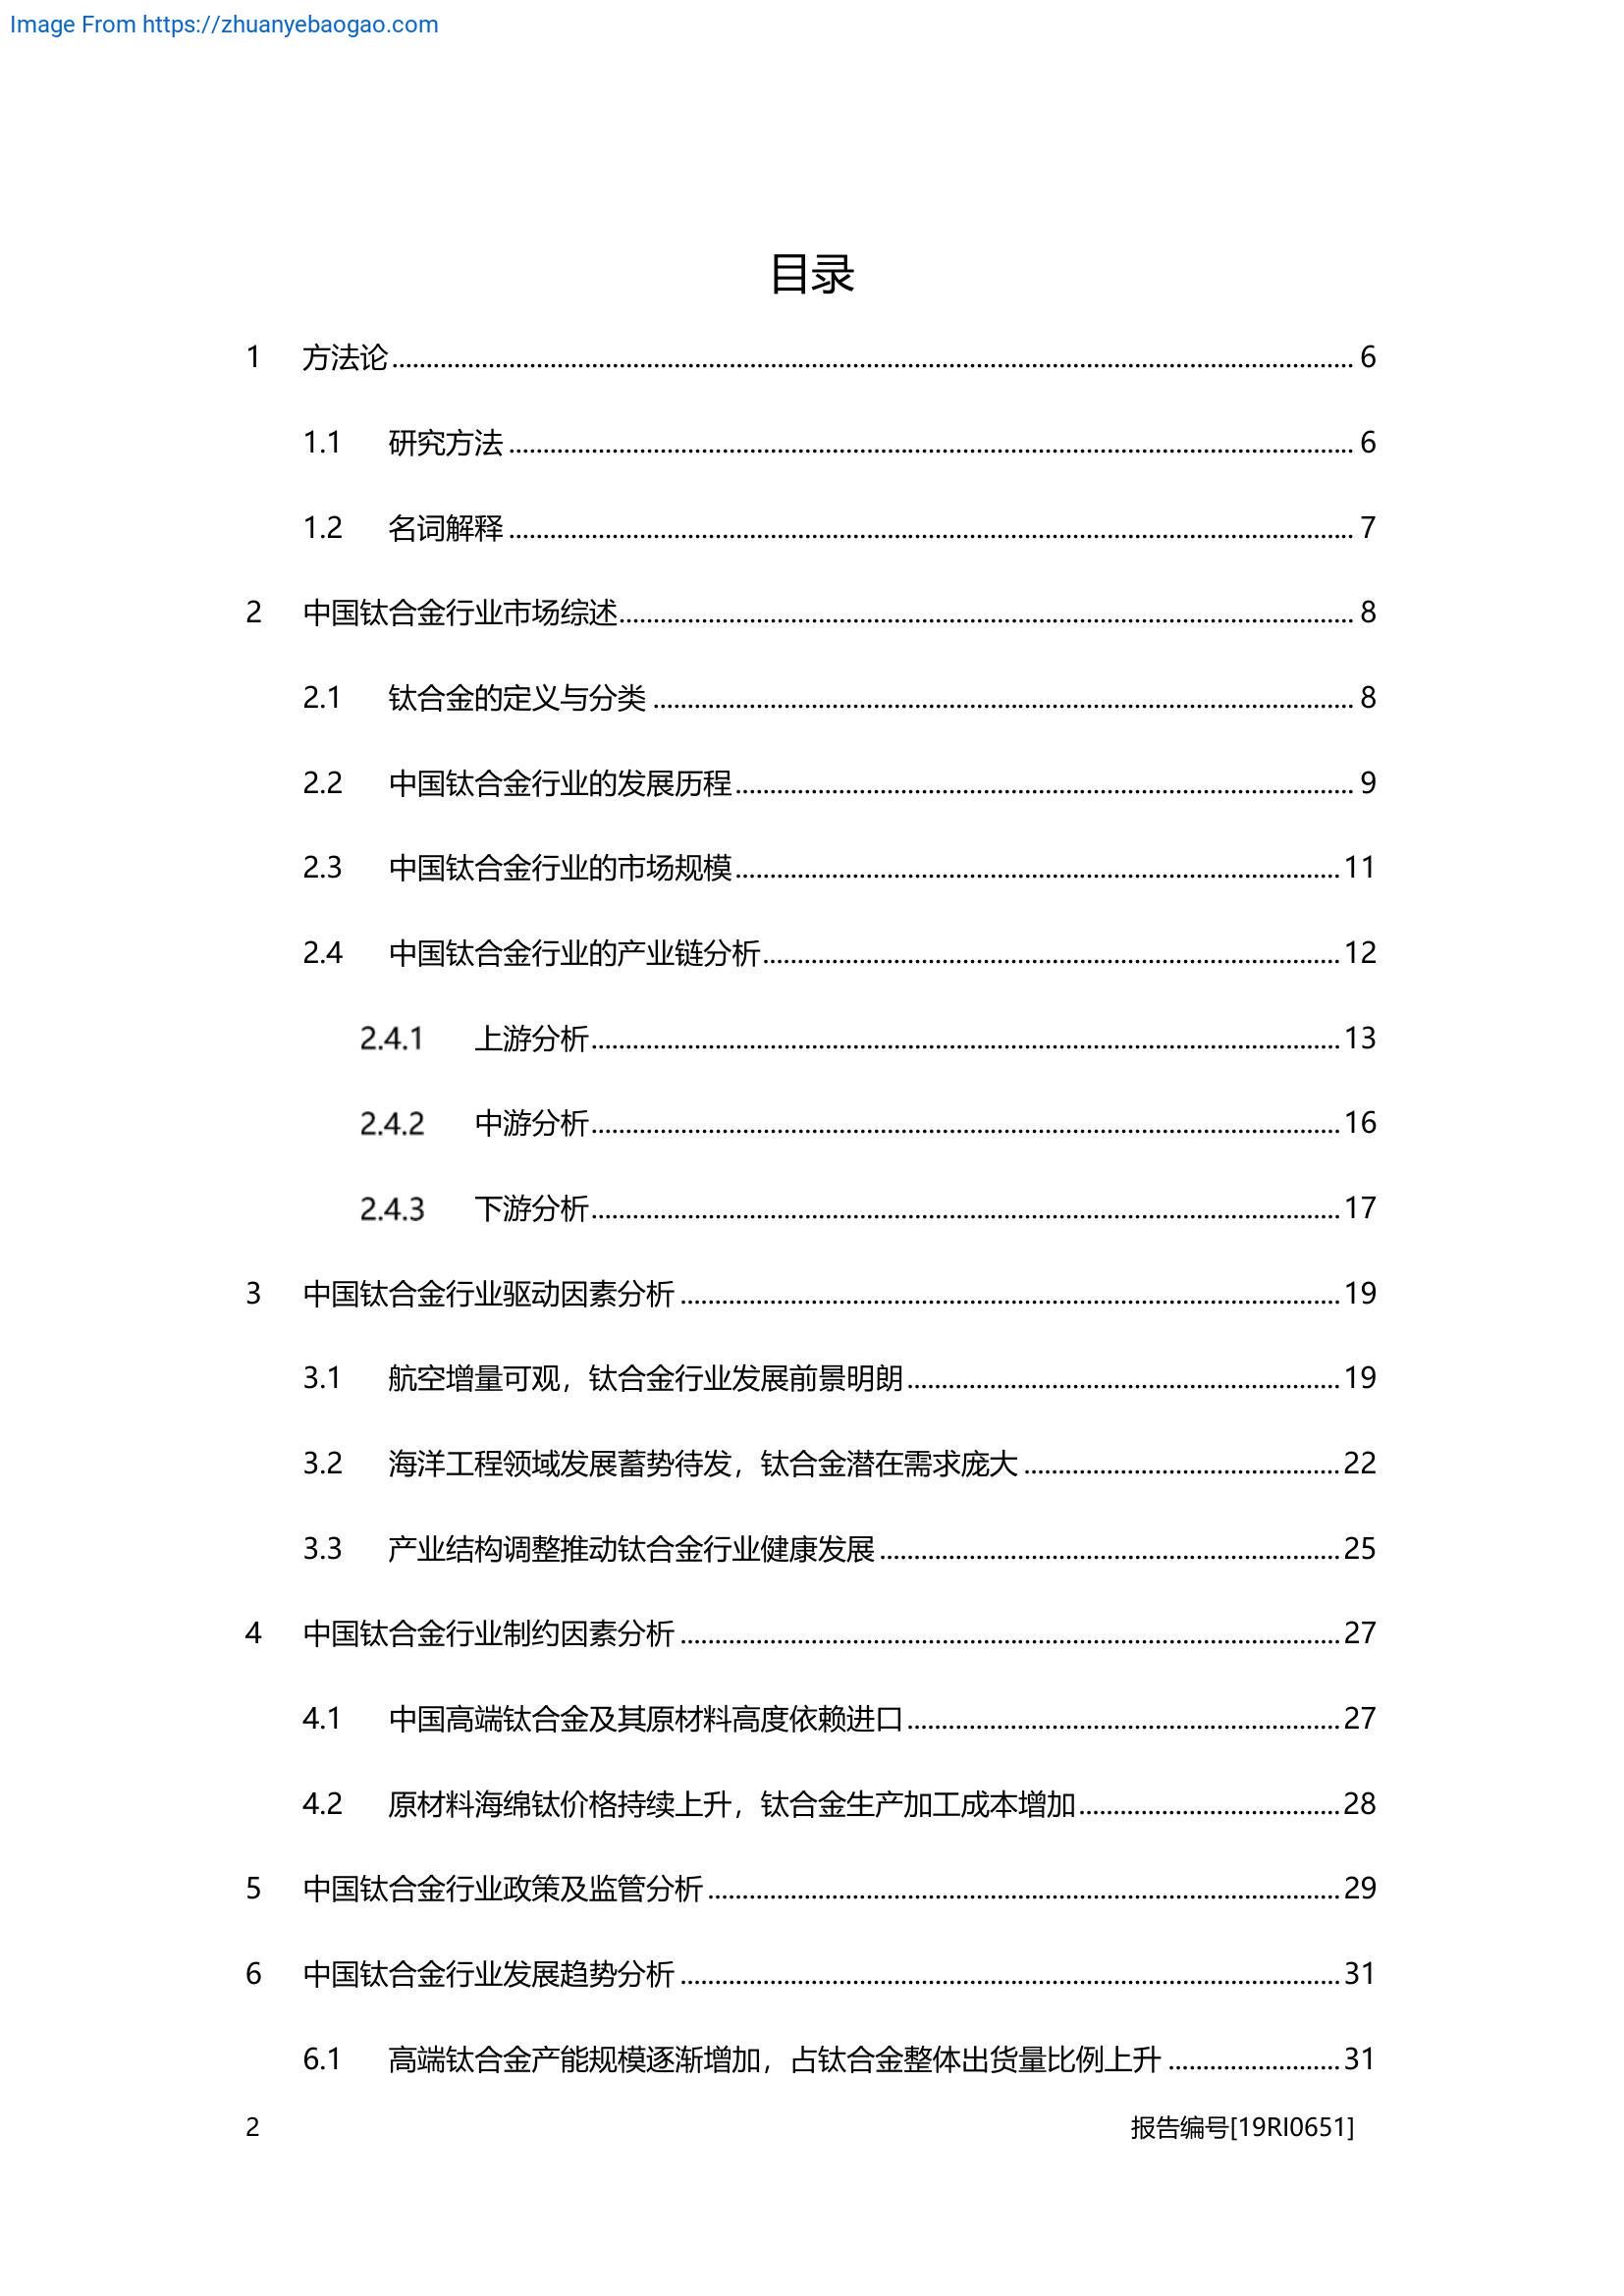 Image From https://zhuanyebaogao.com
目录
1 方法论 6
1.1 研究方法 6
1.2 名词解释 7
2 中国钛合金行业市场综述 8
2.1 钛合金的定义与分类 8
2.2 中国钛合金行业的发展历程 9
2.3 中国钛合金行业的市场规模 11
2.4 中国钛合金行业的产业链分析 12
2.4.1 上游分析 13
2.4.2 中游分析 16
2.4.3 下游分析 17
3 中国钛合金行业驱动因素分析 19
3.1 航空增量可观，钛合金行业发展前景明朗 19
3.2 海洋工程领域发展蓄势待发，钛合金潜在需求庞大 22
3.3 产业结构调整推动钛合金行业健康发展 25
4 中国钛合金行业制约因素分析 27
4.1 中国高端钛合金及其原材料高度依赖进口 27
4.2 原材料海绵钛价格持续上升，钛合金生产加工成本增加 28
5 中国钛合金行业政策及监管分析 29
6 中国钛合金行业发展趋势分析 31
6.1 高端钛合金产能规模逐渐增加，占钛合金整体出货量比例上升 31
2 报告编号[19RI0651]